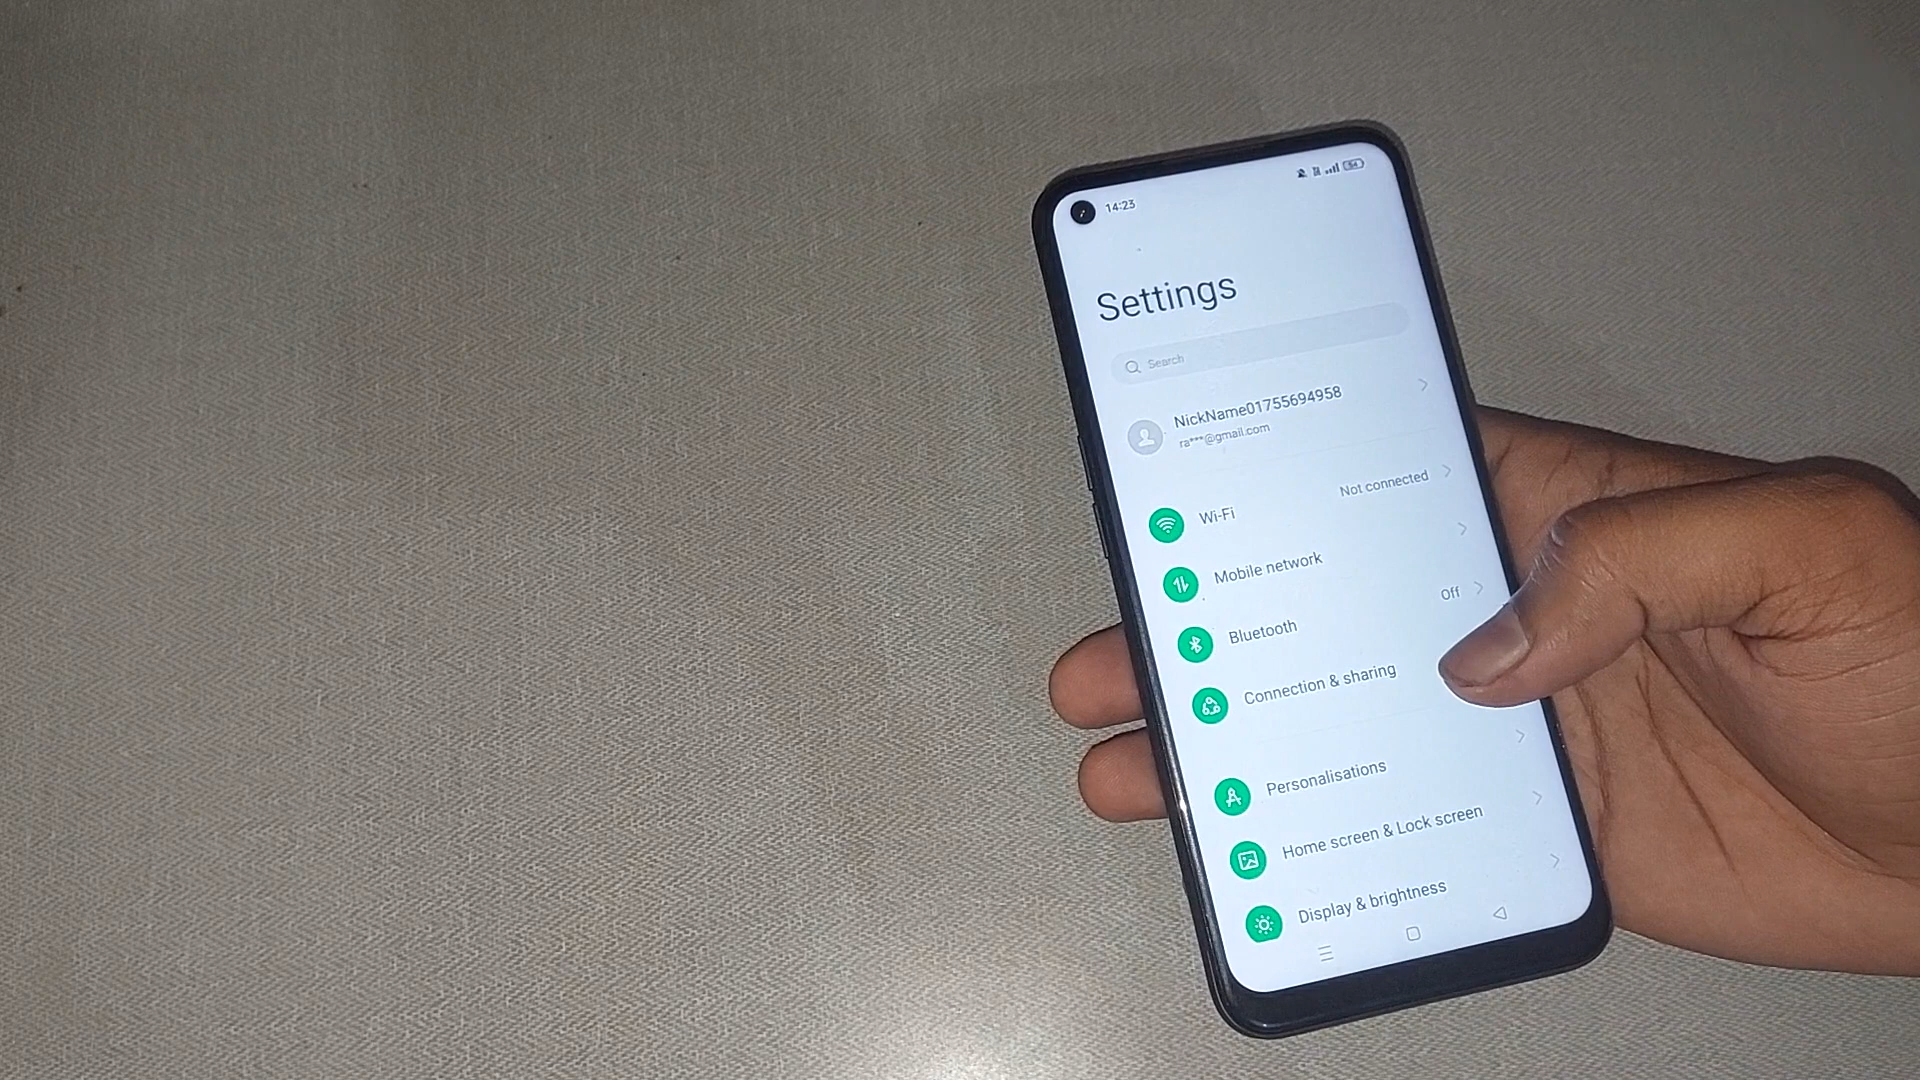 14:23
54
Settings
Search
NickName01755694958
ra***@gmail.com
Wi-Fi
Not connected
Mobile network
Bluetooth
Off
Connection & sharing
Personalisations
Home screen & Lock screen
Display & brightness